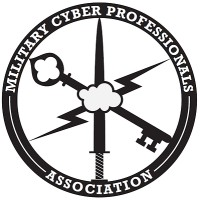 MILITARY CYBER PROFESSIONALS
ASSOCIATION